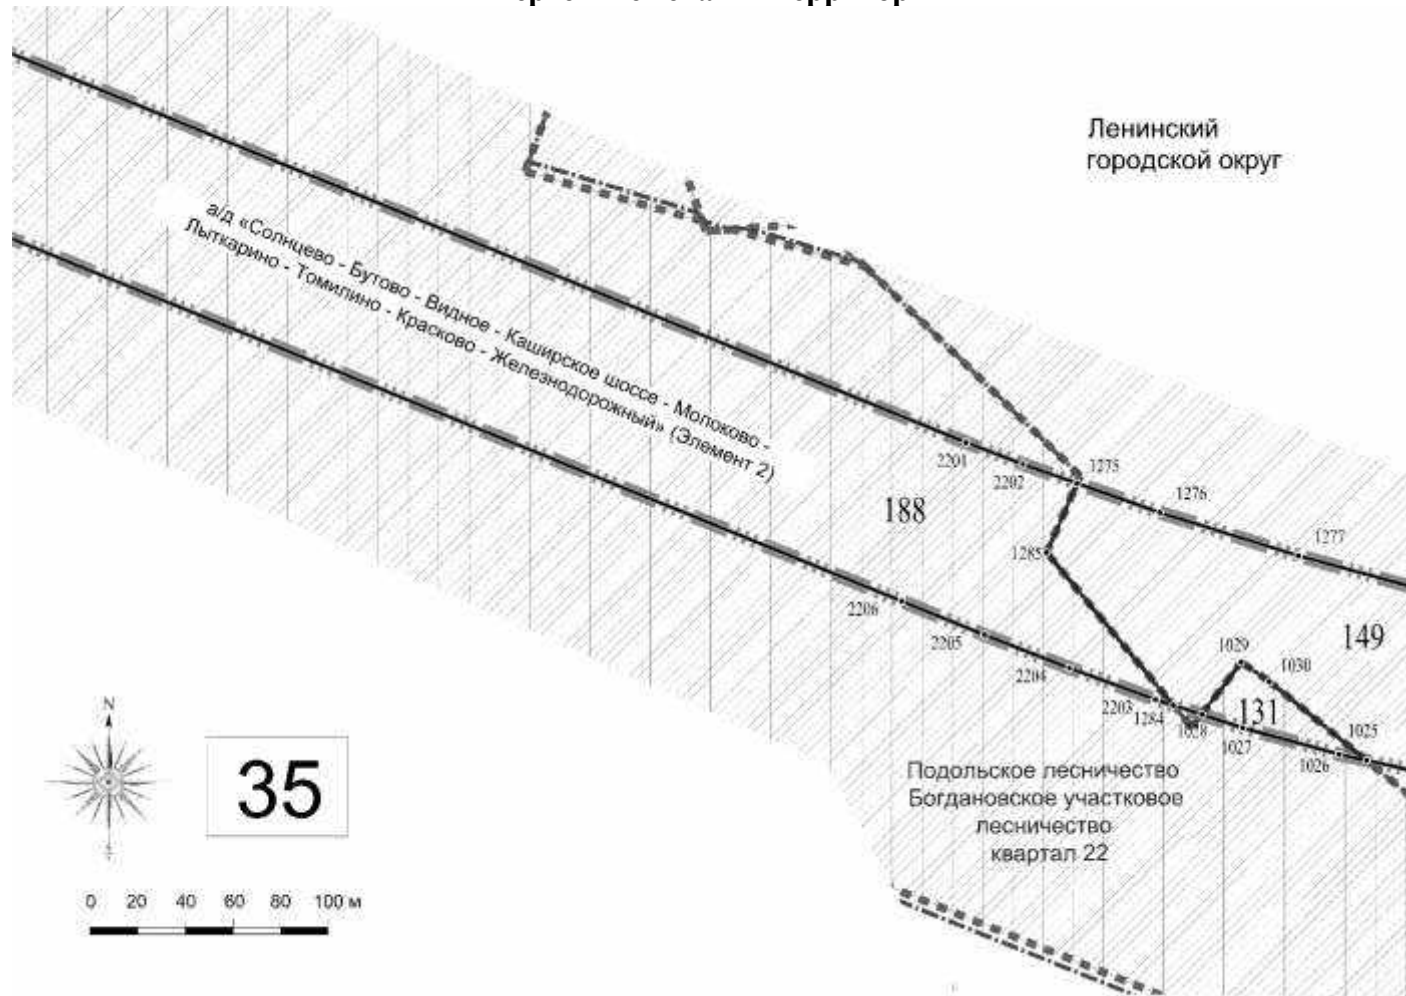 Ленинский
городской округ
а/д «Солнцево - Бутово - Видное - Каширское шоссе - Молоково -
Лыткарино - Томилино - Красково - Железнодорожный» (Элемент 2)
2201
2202
1275
1276
1277
188
1285
2206
2205
2204
2203
1284
1028
1029
1030
149
131
1027
1026
1025
Подольское лесничество
Богдановское участковое
лесничество
квартал 22
N
35
0 20 40 60 80 100 м